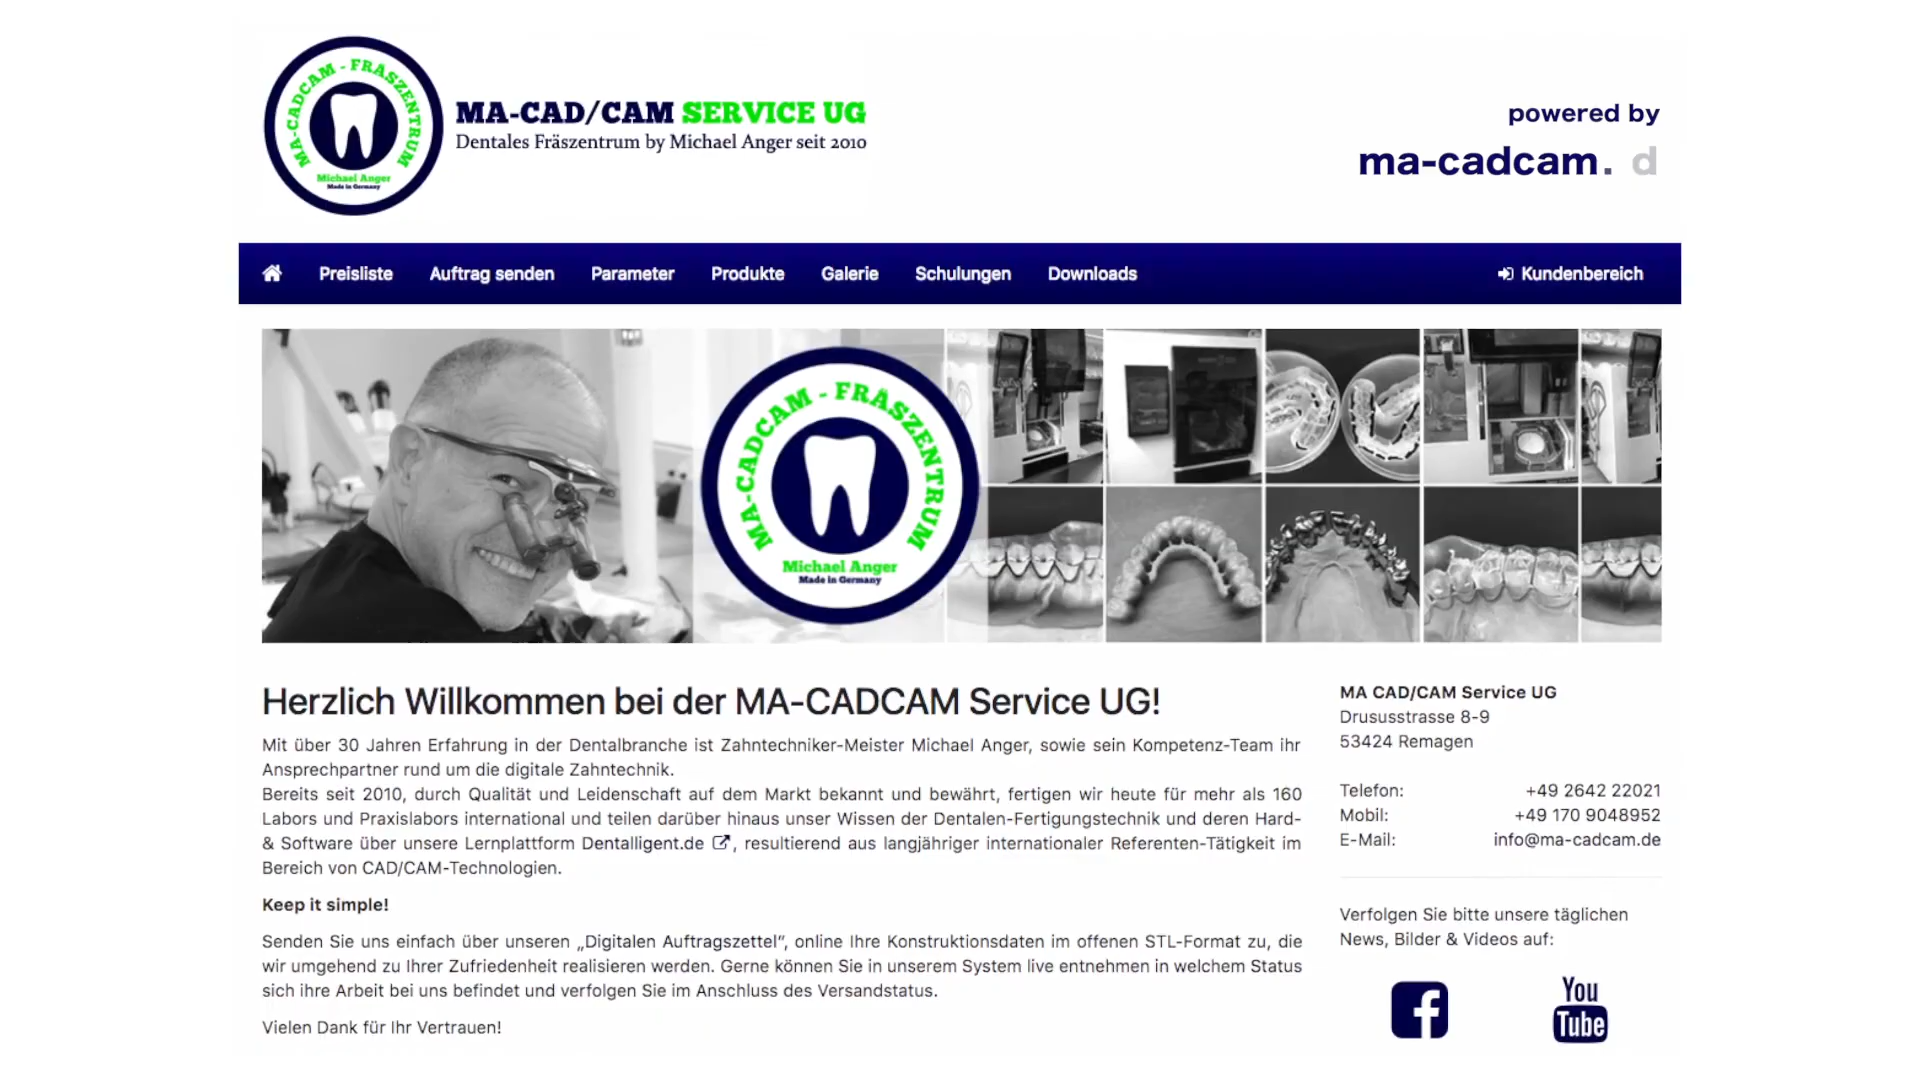 MA-CADCAM - FRÄSZENTRUM
Michael Anger
Made in Germany
MA-CAD/CAM SERVICE UG
Dentales Fräszentrum by Michael Anger seit 2010
powered by
ma-cadcam. d
Preisliste Auftrag senden Parameter Produkte Galerie Schulungen Downloads Kundenbereich
MA-CADCAM - FRÄSZENTRUM
Michael Anger
Made in Germany
Herzlich Willkommen bei der MA-CADCAM Service UG!
Mit über 30 Jahren Erfahrung in der Dentalbranche ist Zahntechniker-Meister Michael Anger, sowie sein Kompetenz-Team ihr
Ansprechpartner rund um die digitale Zahntechnik.
Bereits seit 2010, durch Qualität und Leidenschaft auf dem Markt bekannt und bewährt, fertigen wir heute für mehr als 160
Labors und Praxislabors international und teilen darüber hinaus unser Wissen der Dentalen-Fertigungstechnik und deren Hard-
& Software über unsere Lernplattform Dentalligent.de , resultierend aus langjähriger internationaler Referenten-Tätigkeit im
Bereich von CAD/CAM-Technologien.
Keep it simple!
Senden Sie uns einfach über unseren „Digitalen Auftragszettel“, online Ihre Konstruktionsdaten im offenen STL-Format zu, die
wir umgehend zu Ihrer Zufriedenheit realisieren werden. Gerne können Sie in unserem System live entnehmen in welchem Status
sich ihre Arbeit bei uns befindet und verfolgen Sie im Anschluss des Versandstatus.
Vielen Dank für Ihr Vertrauen!
MA CAD/CAM Service UG
Drususstrasse 8-9
53424 Remagen
Telefon: +49 2642 22021
Mobil: +49 170 9048952
E-Mail: info@ma-cadcam.de
Verfolgen Sie bitte unsere täglichen
News, Bilder & Videos auf:
You
Tube